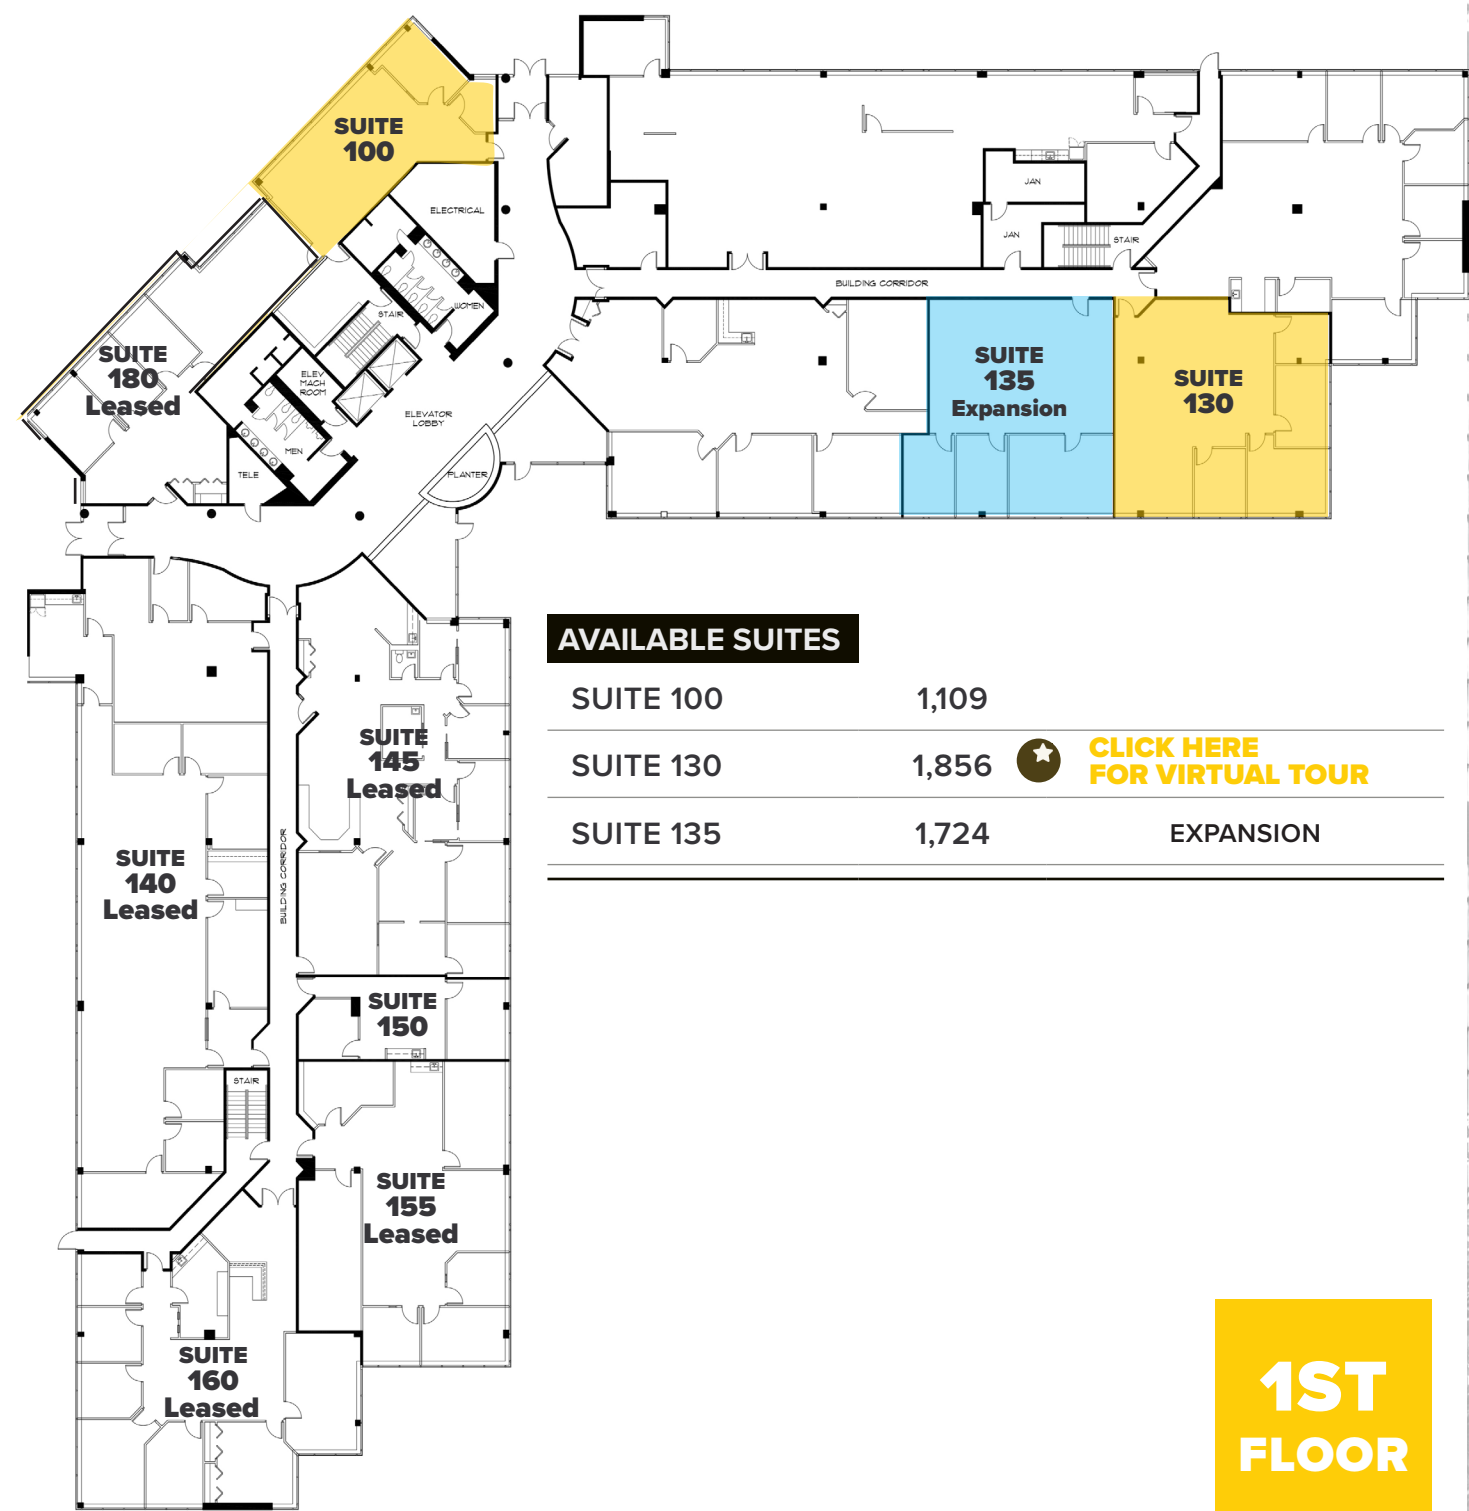 SUITE
100
ELECTRICAL
JAN
JAN
STAIR
BUILDING CORRIDOR
WOMEN
STAIR
SUITE
180
Leased
ELEV
MACH
ROOM
ELEVATOR
LOBBY
MEN
TELE
PLANTER
SUITE
135
Expansion
SUITE
130
AVAILABLE SUITES
SUITE 100 1,109
SUITE 130 1,856 CLICK HERE
FOR VIRTUAL TOUR
SUITE 135 1,724 EXPANSION
SUITE
145
Leased
BUILDING CORRIDOR
SUITE
140
Leased
SUITE
150
STAIR
SUITE
155
Leased
SUITE
160
Leased
1ST
FLOOR